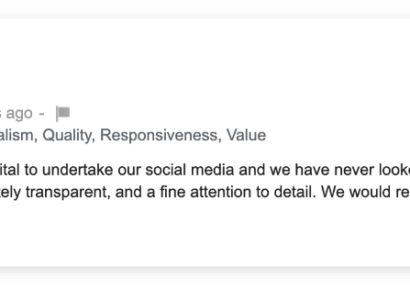 s ago -
alism, Quality, Responsiveness, Value
ital to undertake our social media and we have never looke
ely transparent, and a fine attention to detail. We would re